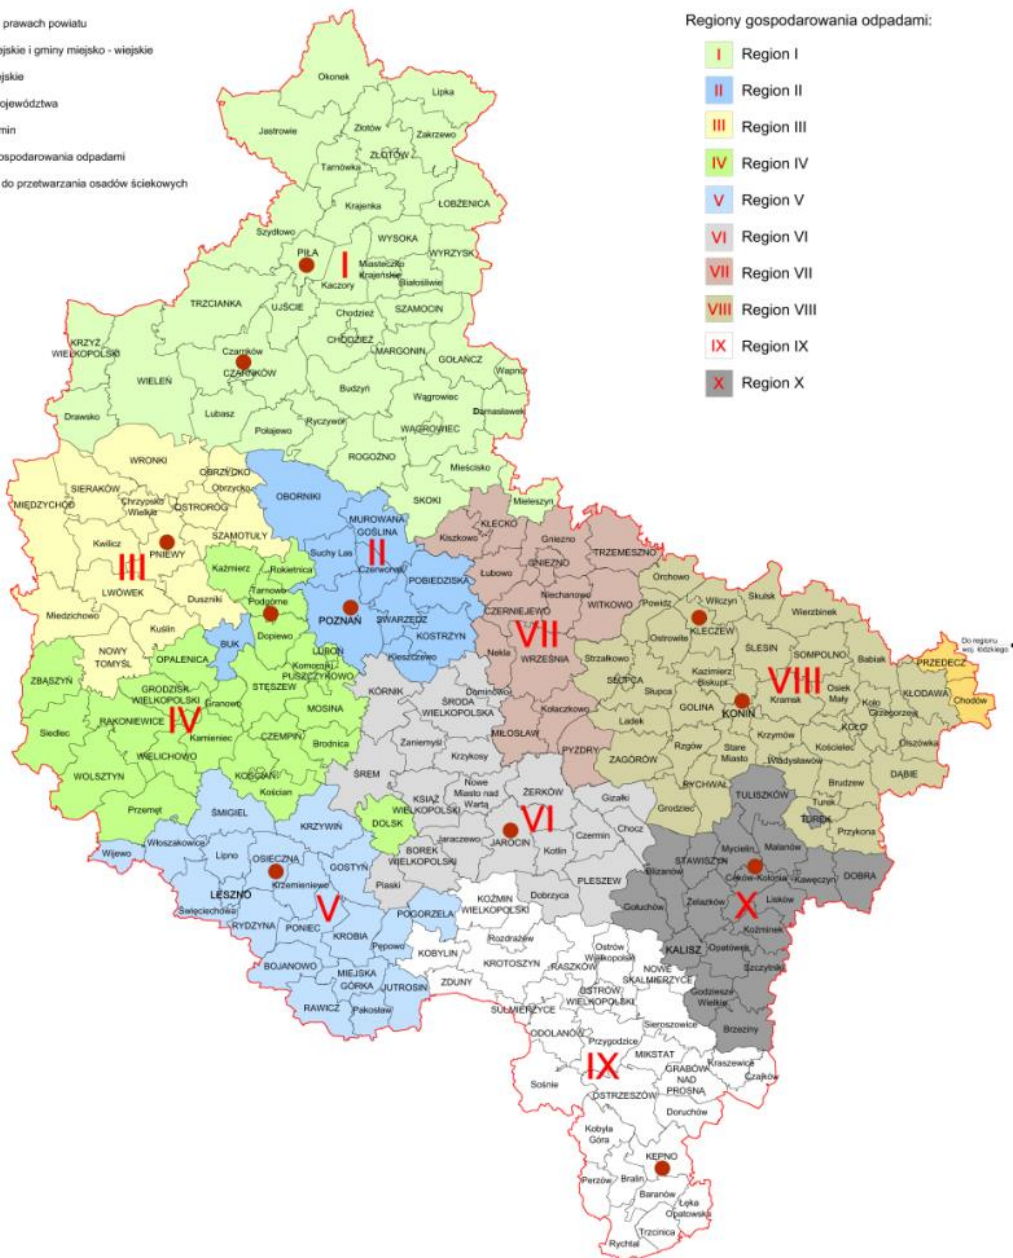 prawach powiatu
ejskie i gminy miejsko - wiejskie
ejskie
ojewództwa
min
ospodarowania odpadami
do przetwarzania osadów ściekowych
Regiony gospodarowania odpadami:
I Region I
II Region II
III Region III
IV Region IV
V Region V
VI Region VI
VII Region VII
VIII Region VIII
IX Region IX
X Region X
Okonek
Lipka
Jastrowie
Złotów
Zakrzewo
ZŁOTÓW
Tarnówka
Krajenka
ŁOBŻENICA
Szydłowo
WYSOKA
PIŁA
I
Miasteczko
Krajeńskie
WYRZYSK
Kaczory
Białośliwie
TRZCIANKA
UJŚCIE
Chodzież
SZAMOCIN
CHODZIEŻ
KRZYŻ
WIELKOPOLSKI
MARGONIN
GOŁAŃCZ
Czarnków
CZARNKÓW
Wapno
WIELEŃ
Budzyń
Wągrowiec
Damasławek
Drawsko
Lubasz
Połajewo
Ryczywół
WĄGROWIEC
ROGOŹNO
Mieścisko
SKOKI
Mieleszyn
WRONKI
OBRZYCKO
Obrzycko
SIERAKÓW
MIĘDZYCHÓD
Chrzypsko
Wielkie
OSTRORÓG
OBORNIKI
MUROWANA
GOŚLINA
KŁECKO
Kiszkowo
Gniezno
TRZEMESZNO
Kwilicz
PNIEWY
SZAMOTUŁY
III
Suchy Las
II
Czerwonak
POBIEDZISKA
Łubowo
GNIEZNO
Kaźmierz
Rokietnica
LWÓWEK
Duszniki
Tarnowo
Podgórne
Niechanowo
Orchowo
Skulsk
Wierzbinek
Powidz
Wilczyn
Miedzichowo
Kuślin
POZNAŃ
SWARZĘDZ
CZERNIEJEWO
WITKOWO
KLECZEW
Ostrowite
Dopiewo
KOSTRZYN
VII
NOWY
TOMYŚL
BUK
LUBOŃ
Kleszczewo
Nekla
WRZEŚNIA
Strzałkowo
ŚLESIN
SOMPOLNO
Babiak
PRZEDECZ
Do regionu
woj. łódzkiego
ZBĄSZYŃ
OPALENICA
Komorniki
PUSZCZYKOWO
STĘSZEW
SŁUPCA
Kazimierz
Biskupi
VIII
KŁODAWA
Chodów
GRODZISK
WIELKOPOLSKI
Granowo
MOSINA
KÓRNIK
Dominowo
ŚRODA
WIELKOPOLSKA
Kołaczkowo
Słupca
GOLINA
KONIN
Kramsk
Osiek
Mały
Koło
Grzegorzew
RAKONIEWICE
IV
Siedlec
Kamieniec
CZEMPIŃ
Brodnica
Zaniemyśl
MIŁOSŁAW
Lądek
Krzymów
KOŁO
Olszówka
WIELICHOWO
Krzykosy
PYZDRY
Rzgów
Stare
Miasto
Kościelec
WOLSZTYN
KOŚCIAN
Kościan
ŚREM
ZAGÓRÓW
Władysławów
DĄBIE
RYCHWAŁ
Brudzew
Przemęt
ŚMIGIEL
KSIĄŻ
WIELKOPOLSKI
Nowe
Miasto nad
Wartą
ŻERKÓW
Gizałki
Grodziec
TULISZKÓW
Turek
KRZYWIŃ
DOLSK
VI
TUREK
Przykona
Wijewo
Włoszakowice
Lipno
OSIECZNA
Jaraczewo
JAROCIN
Czermin
Chocz
Mycielin
Malanów
Krzemieniewo
GOSTYŃ
BOREK
WIELKOPOLSKI
Kotlin
STAWISZYN
LESZNO
Piaski
PLESZEW
Blizanów
Ceków-Kolonia
Kawęczyn
DOBRA
Święciechowa
V
Dobrzyca
Gołuchów
Żelazków
X
Lisków
RYDZYNA
PONIEC
KROBIA
POGORZELA
KOŹMIN
WIELKOPOLSKI
Koźminek
Pępowo
KOBYLIN
Rozdrażew
KALISZ
Opatówek
BOJANOWO
MIEJSKA
GÓRKA
JUTROSIN
ZDUNY
KROTOSZYN
RASZKÓW
Ostrów
Wielkopolski
NOWE
SKALMIERZYCE
Szczytniki
RAWICZ
Pakosław
SULMIERZYCE
OSTRÓW
WIELKOPOLSKI
Godziesze
Wielkie
ODOLANÓW
Sieroszewice
Brzeziny
Przygodzice
IX
MIKSTAT
Kraszewice
Sośnie
GRABÓW
NAD
PROSNĄ
Czajków
OSTRZESZÓW
Doruchów
Kobyla
Góra
KĘPNO
Perzów
Bralin
Baranów
Łęka
Opatowska
Trzcinica
Rychtal